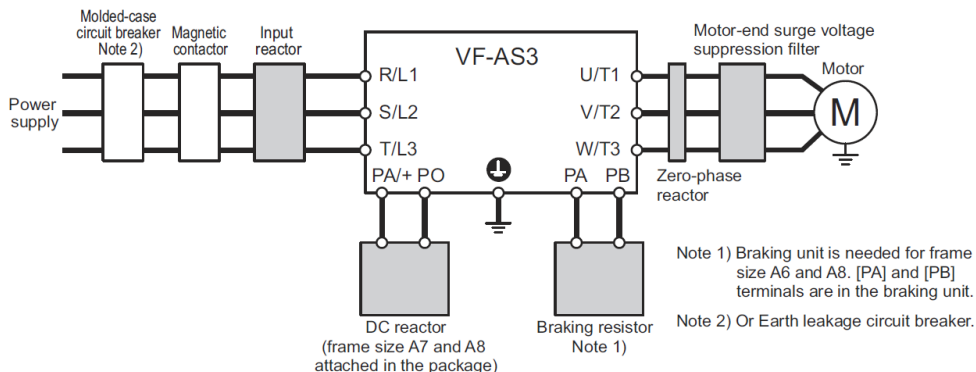 Molded-case
circuit breaker
Note 2)
Magnetic
contactor
Input
reactor
VF-AS3
Motor-end surge voltage
suppression filter
Motor
Power
supply
R/L1
S/L2
T/L3
U/T1
V/T2
W/T3
M
PA/+ PO
PA PB
Zero-phase
reactor
DC reactor
(frame size A7 and A8
attached in the package)
Braking resistor
Note 1)
Note 1) Braking unit is needed for frame
size A6 and A8. [PA] and [PB]
terminals are in the braking unit.
Note 2) Or Earth leakage circuit breaker.